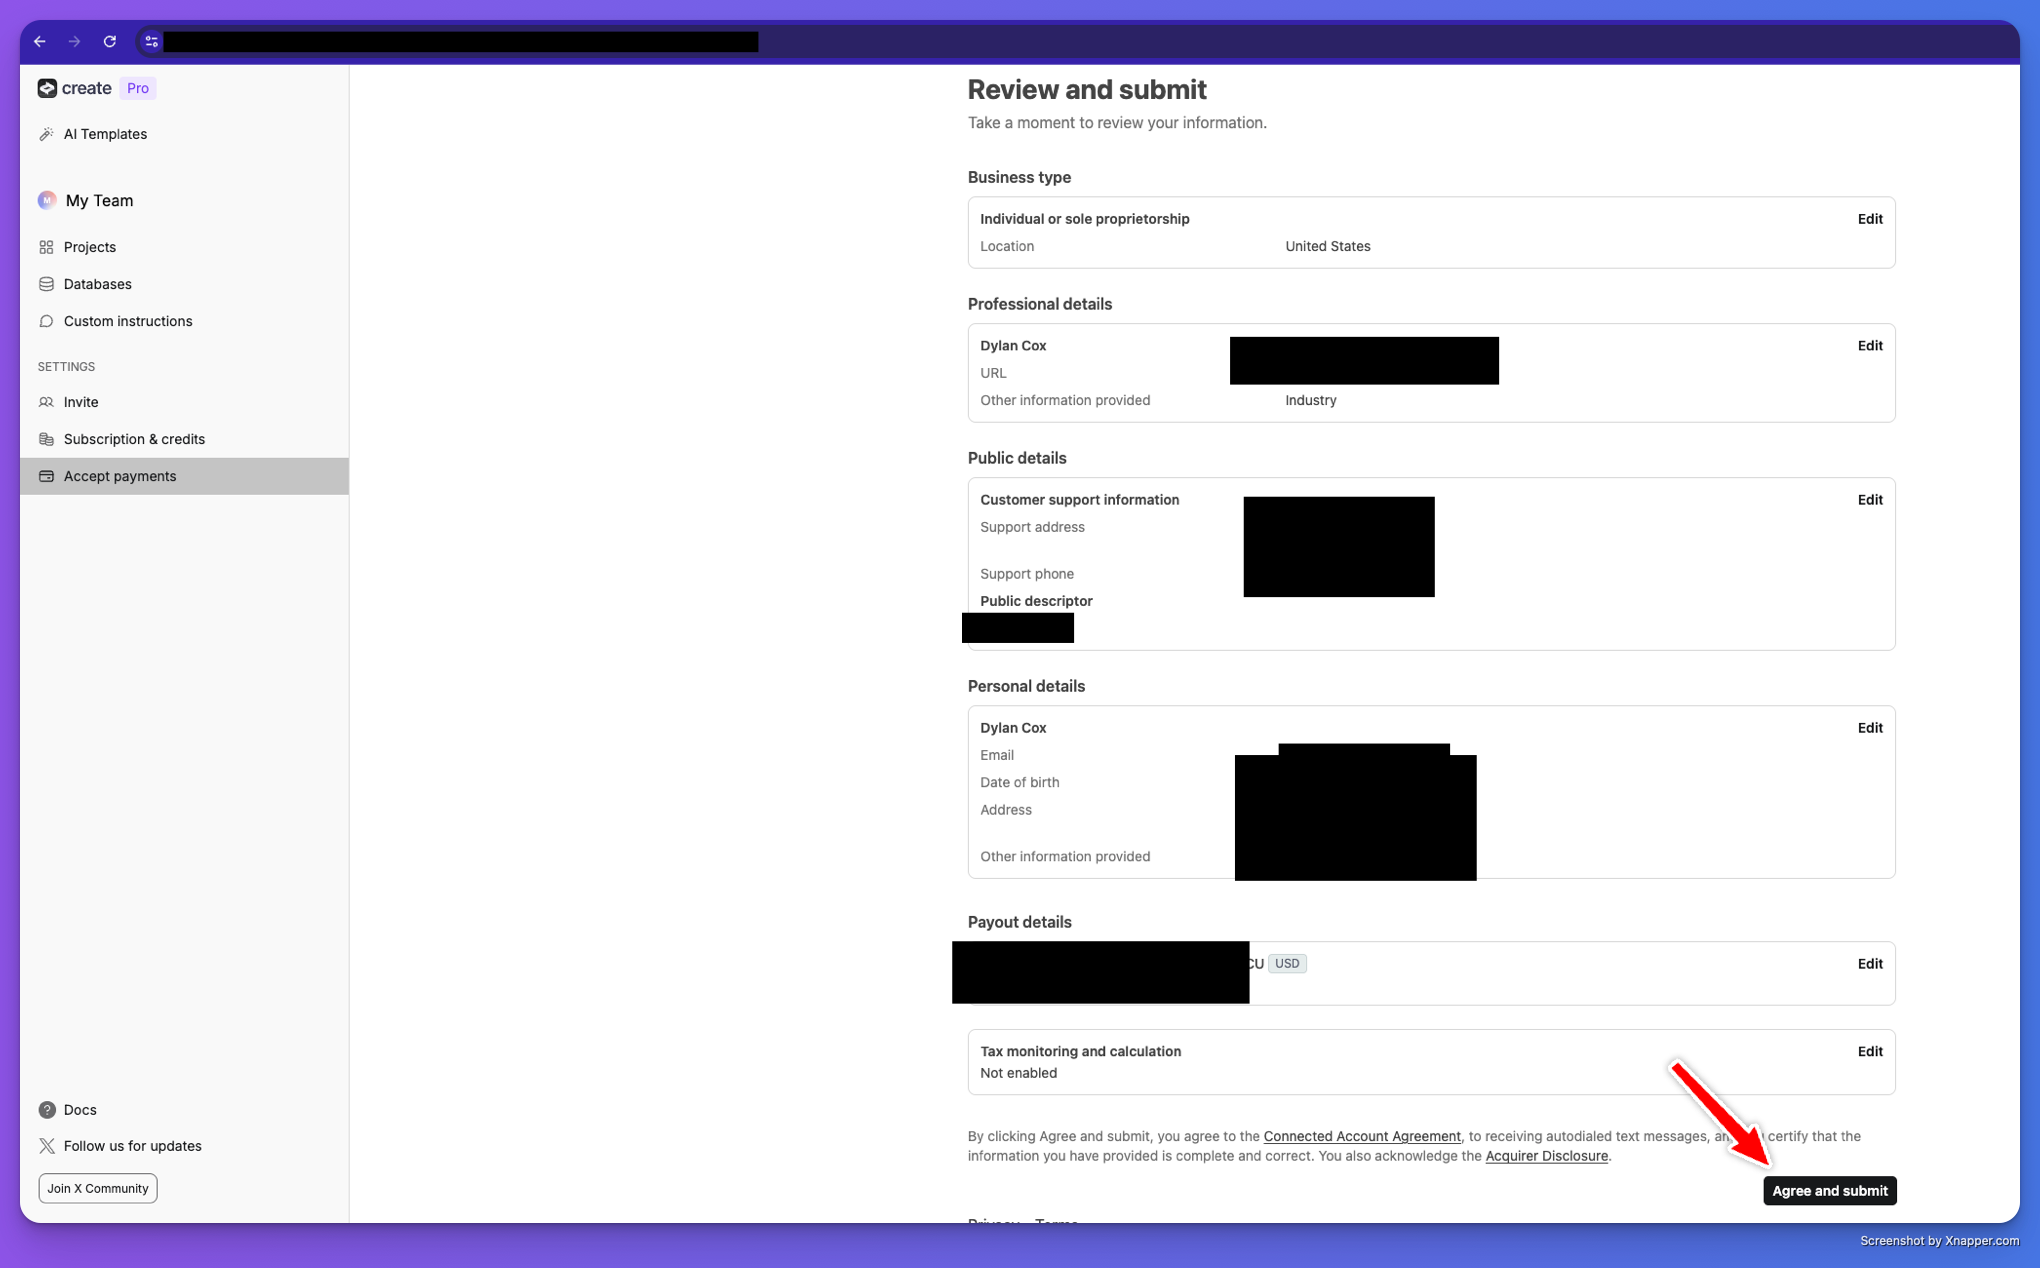 create Pro
AI Templates
M My Team
Projects
Databases
Custom instructions
SETTINGS
Invite
Subscription & credits
Accept payments
Docs
Follow us for updates
Join X Community
Review and submit
Take a moment to review your information.
Business type
Individual or sole proprietorship Edit
Location United States
Professional details
Dylan Cox Edit
URL
Other information provided Industry
Public details
Customer support information Edit
Support address
Support phone
Public descriptor
Personal details
Dylan Cox Edit
Email
Date of birth
Address
Other information provided
Payout details
CU USD Edit
Tax monitoring and calculation Edit
Not enabled
By clicking Agree and submit, you agree to the Connected Account Agreement, to receiving autodialed text messages, certify that the
information you have provided is complete and correct. You also acknowledge the Acquirer Disclosure.
Agree and submit
Privacy Terms
Screenshot by Xnapper.com